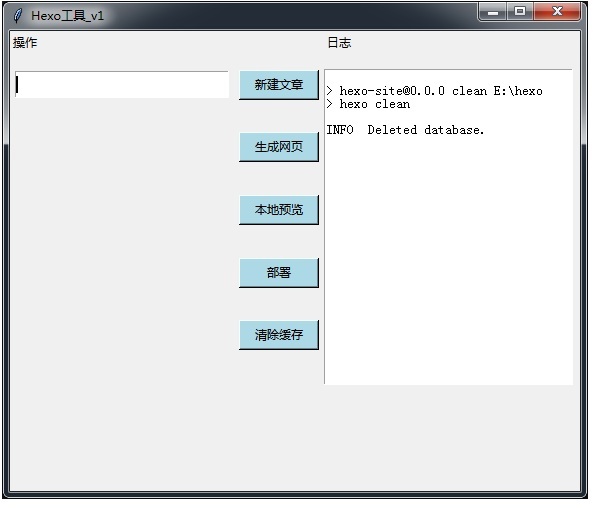 Hexo工具_v1
操作
日志
新建文章
生成网页
本地预览
部署
清除缓存
> hexo-site@0.0.0 clean E:\hexo
> hexo clean
INFO  Deleted database.